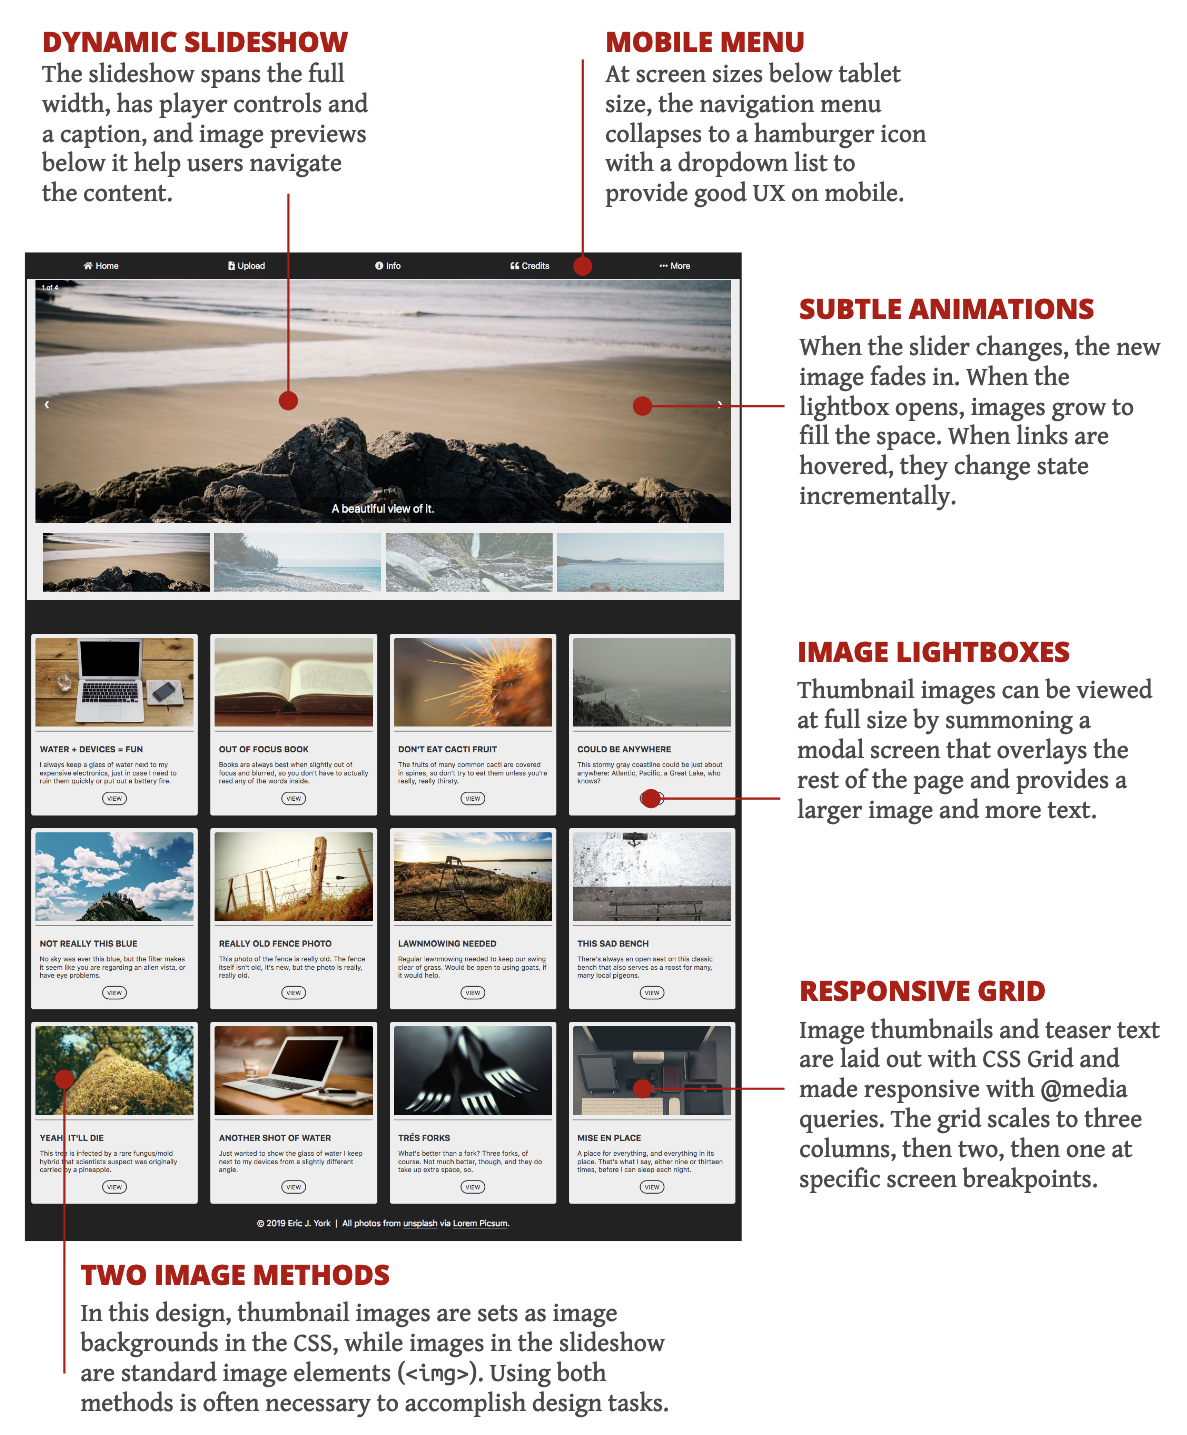 DYNAMIC SLIDESHOW
The slideshow spans the full
width, has player controls and
a caption, and image previews
below it help users navigate
the content.
MOBILE MENU
At screen sizes below tablet
size, the navigation menu
collapses to a hamburger icon
with a dropdown list to
provide good UX on mobile.
Home Upload Info Credits More
1 of 4
A beautiful view of it.
SUBTLE ANIMATIONS
When the slider changes, the new
image fades in. When the
lightbox opens, images grow to
fill the space. When links are
hovered, they change state
incrementally.
WATER + DEVICES = FUN
I always keep a glass of water next to my
expensive electronics, just in case I need to
ruin them quickly or put out a battery fire.
VIEW
OUT OF FOCUS BOOK
Books are always best when slightly out of
focus and blurred, so you don't have to actually
read any of the words inside.
VIEW
DON'T EAT CACTI FRUIT
The fruits of many common cacti are covered
in spines, so don't try to eat them unless you're
really, really thirsty.
VIEW
COULD BE ANYWHERE
This stormy gray coastline could be just about
anywhere: Atlantic, Pacific, a Great Lake, who
knows?
IMAGE LIGHTBOXES
Thumbnail images can be viewed
at full size by summoning a
modal screen that overlays the
rest of the page and provides a
larger image and more text.
NOT REALLY THIS BLUE
No sky was ever this blue, but the filter makes
it seem like you are regarding an alien vista, or
have eye problems.
VIEW
REALLY OLD FENCE PHOTO
This photo of the fence is really old. The fence
itself isn't old, it's new, but the photo is really,
really old.
VIEW
LAWNMOWING NEEDED
Regular lawnmowing needed to keep our swing
clear of grass. Would be open to using goats, if
it would help.
VIEW
THIS SAD BENCH
There's always an open seat on this classic
bench that also serves as a roost for many,
many local pigeons.
VIEW
RESPONSIVE GRID
Image thumbnails and teaser text
are laid out with CSS Grid and
made responsive with @media
queries. The grid scales to three
columns, then two, then one at
specific screen breakpoints.
YEAH, IT'LL DIE
This tree is infected by a rare fungus/mold
hybrid that scientists suspect was originally
carried by a pineapple.
VIEW
ANOTHER SHOT OF WATER
Just wanted to show the glass of water I keep
next to my devices from a slightly different
angle.
VIEW
TRÉS FORKS
What's better than a fork? Three forks, of
course. Not much better, though, and they do
take up extra space, so.
VIEW
MISE EN PLACE
A place for everything, and everything in its
place. That's what I say, either nine or thirteen
times, before I can sleep each night.
VIEW
© 2019 Eric J. York | All photos from unsplash via Lorem Picsum.
TWO IMAGE METHODS
In this design, thumbnail images are sets as image
backgrounds in the CSS, while images in the slideshow
are standard image elements (<img>). Using both
methods is often necessary to accomplish design tasks.